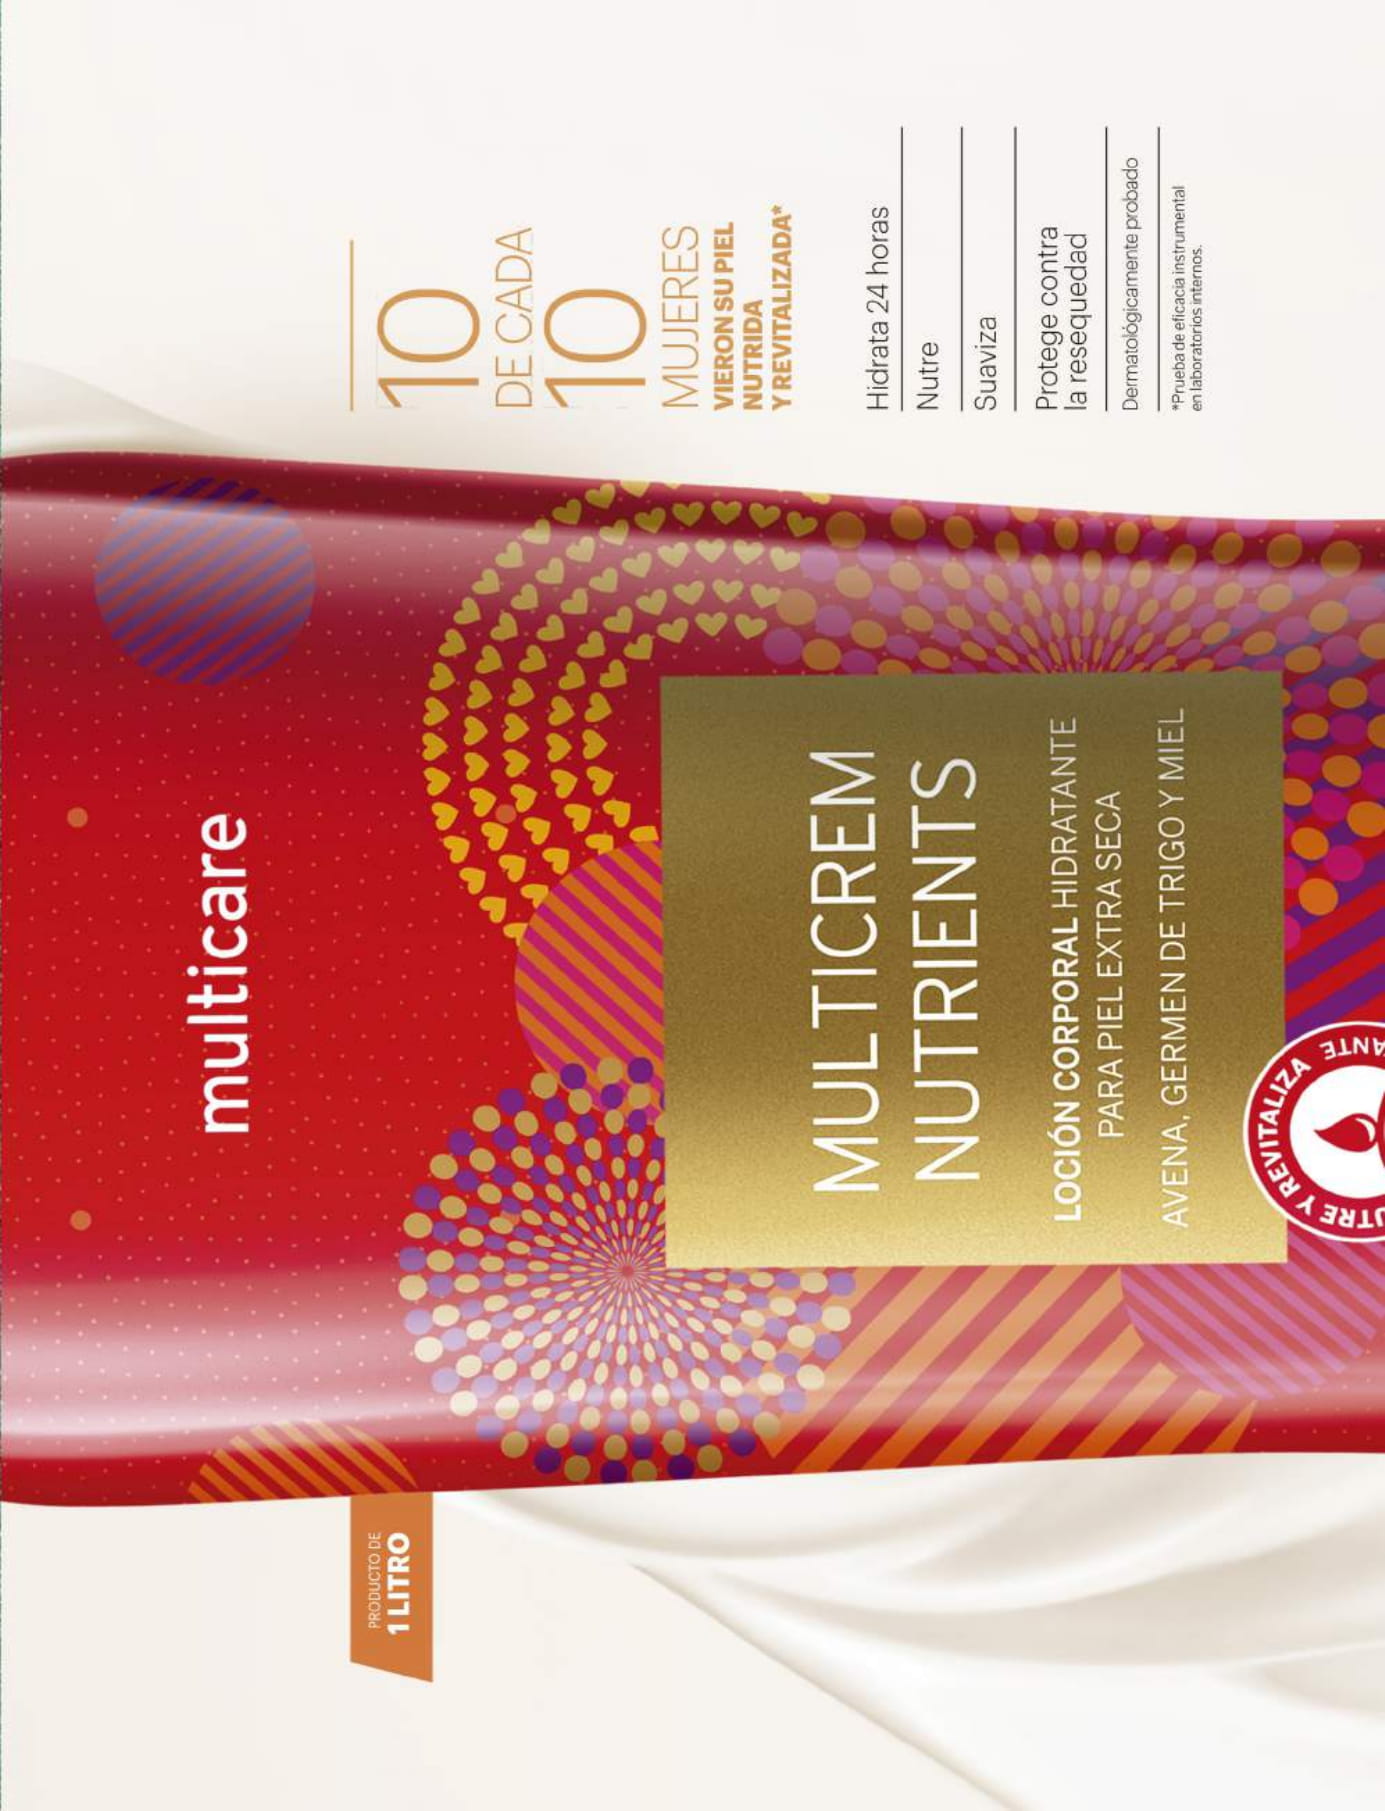 multicare
MULTICREM
NUTRIENTS
LOCIÓN CORPORAL HIDRATANTE
PARA PIEL EXTRA SECA
AVENA, GERMEN DE TRIGO Y MIEL
Y REVITALIZA
PRODUCTO DE
1 LITRO
10
DE CADA
10
MUJERES
VIERON SU PIEL
NUTRIDA
Y REVITALIZADA*
Hidrata 24 horas
Nutre
Suaviza
Protege contra
la resequedad
Dermatológicamente probado
*Prueba de eficacia instrumental
en laboratorios internos.